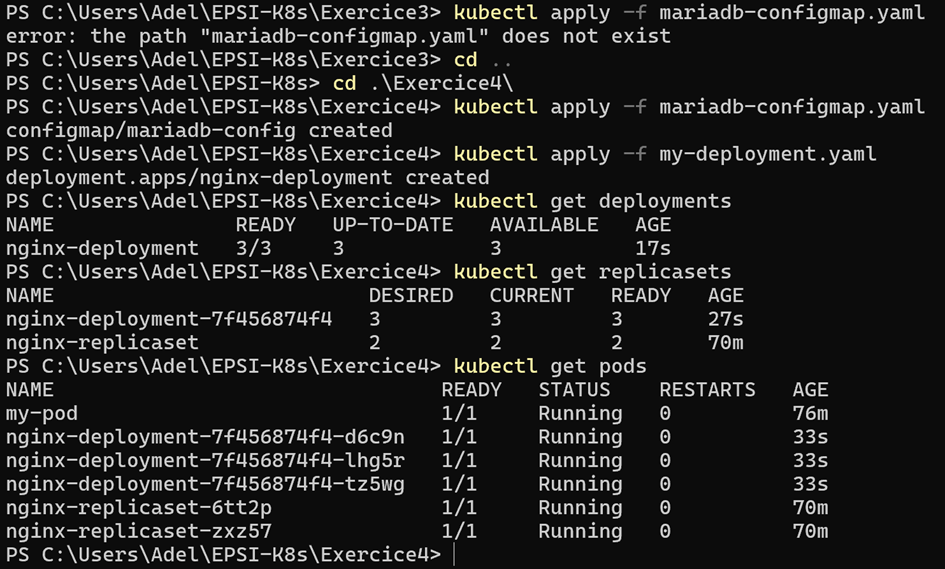 PS C:\Users\Adel\EPSI-K8s\Exercice3> kubectl apply -f mariadb-configmap.yaml
error: the path "mariadb-configmap.yaml" does not exist
PS C:\Users\Adel\EPSI-K8s\Exercice3> cd ..
PS C:\Users\Adel\EPSI-K8s> cd .\Exercice4\
PS C:\Users\Adel\EPSI-K8s\Exercice4> kubectl apply -f mariadb-configmap.yaml
configmap/mariadb-config created
PS C:\Users\Adel\EPSI-K8s\Exercice4> kubectl apply -f my-deployment.yaml
deployment.apps/nginx-deployment created
PS C:\Users\Adel\EPSI-K8s\Exercice4> kubectl get deployments
NAME               READY   UP-TO-DATE   AVAILABLE   AGE
nginx-deployment   3/3     3            3           17s
PS C:\Users\Adel\EPSI-K8s\Exercice4> kubectl get replicasets
NAME                          DESIRED   CURRENT   READY   AGE
nginx-deployment-7f456874f4   3         3         3       27s
nginx-replicaset              2         2         2       70m
PS C:\Users\Adel\EPSI-K8s\Exercice4> kubectl get pods
NAME                                READY   STATUS    RESTARTS   AGE
my-pod                              1/1     Running   0          76m
nginx-deployment-7f456874f4-d6c9n   1/1     Running   0          33s
nginx-deployment-7f456874f4-lhg5r   1/1     Running   0          33s
nginx-deployment-7f456874f4-tz5wg   1/1     Running   0          33s
nginx-replicaset-6tt2p              1/1     Running   0          70m
nginx-replicaset-zxz57              1/1     Running   0          70m
PS C:\Users\Adel\EPSI-K8s\Exercice4>